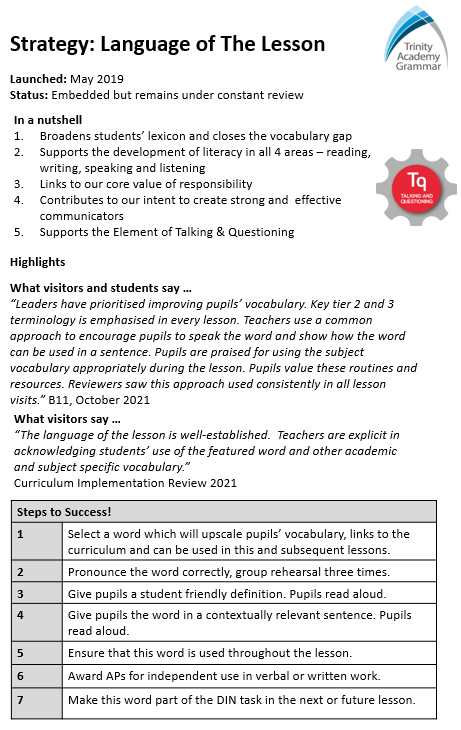 Strategy: Language of The Lesson
Trinity
Academy
Grammar
Launched: May 2019
Status: Embedded but remains under constant review
In a nutshell
1. Broadens students’ lexicon and closes the vocabulary gap
2. Supports the development of literacy in all 4 areas – reading,
writing, speaking and listening
3. Links to our core value of responsibility
4. Contributes to our intent to create strong and effective
communicators
5. Supports the Element of Talking & Questioning
Tq
TALKING AND
QUESTIONING
Highlights
What visitors and students say …
“Leaders have prioritised improving pupils’ vocabulary. Key tier 2 and 3
terminology is emphasised in every lesson. Teachers use a common
approach to encourage pupils to speak the word and show how the word
can be used in a sentence. Pupils are praised for using the subject
vocabulary appropriately during the lesson. Pupils value these routines and
resources. Reviewers saw this approach used consistently in all lesson
visits.” B11, October 2021
What visitors say …
“The language of the lesson is well-established. Teachers are explicit in
acknowledging students’ use of the featured word and other academic
and subject specific vocabulary.”
Curriculum Implementation Review 2021
Steps to Success!
1 Select a word which will upscale pupils’ vocabulary, links to the
curriculum and can be used in this and subsequent lessons.
2 Pronounce the word correctly, group rehearsal three times.
3 Give pupils a student friendly definition. Pupils read aloud.
4 Give pupils the word in a contextually relevant sentence. Pupils
read aloud.
5 Ensure that this word is used throughout the lesson.
6 Award APs for independent use in verbal or written work.
7 Make this word part of the DIN task in the next or future lesson.